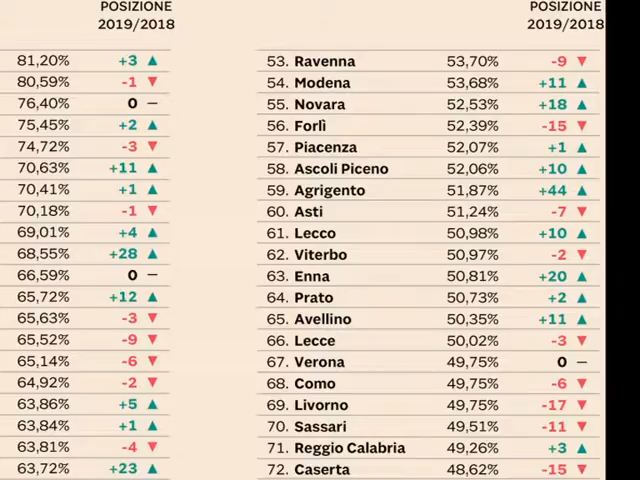 POSIZIONE
2019/2018
81,20% +3 ▲
80,59% -1 ▼
76,40% 0 —
75,45% +2 ▲
74,72% -3 ▼
70,63% +11 ▲
70,41% +1 ▲
70,18% -1 ▼
69,01% +4 ▲
68,55% +28 ▲
66,59% 0 —
65,72% +12 ▲
65,63% -3 ▼
65,52% -9 ▼
65,14% -6 ▼
64,92% -2 ▼
63,86% +5 ▲
63,84% +1 ▲
63,81% -4 ▼
63,72% +23 ▲
POSIZIONE
2019/2018
53. Ravenna 53,70% -9 ▼
54. Modena 53,68% +11 ▲
55. Novara 52,53% +18 ▲
56. Forlì 52,39% -15 ▼
57. Piacenza 52,07% +1 ▲
58. Ascoli Piceno 52,06% +10 ▲
59. Agrigento 51,87% +44 ▲
60. Asti 51,24% -7 ▼
61. Lecco 50,98% +10 ▲
62. Viterbo 50,97% -2 ▼
63. Enna 50,81% +20 ▲
64. Prato 50,73% +2 ▲
65. Avellino 50,35% +11 ▲
66. Lecce 50,02% -3 ▼
67. Verona 49,75% 0 —
68. Como 49,75% -6 ▼
69. Livorno 49,75% -17 ▼
70. Sassari 49,51% -11 ▼
71. Reggio Calabria 49,26% +3 ▲
72. Caserta 48,62% -15 ▼